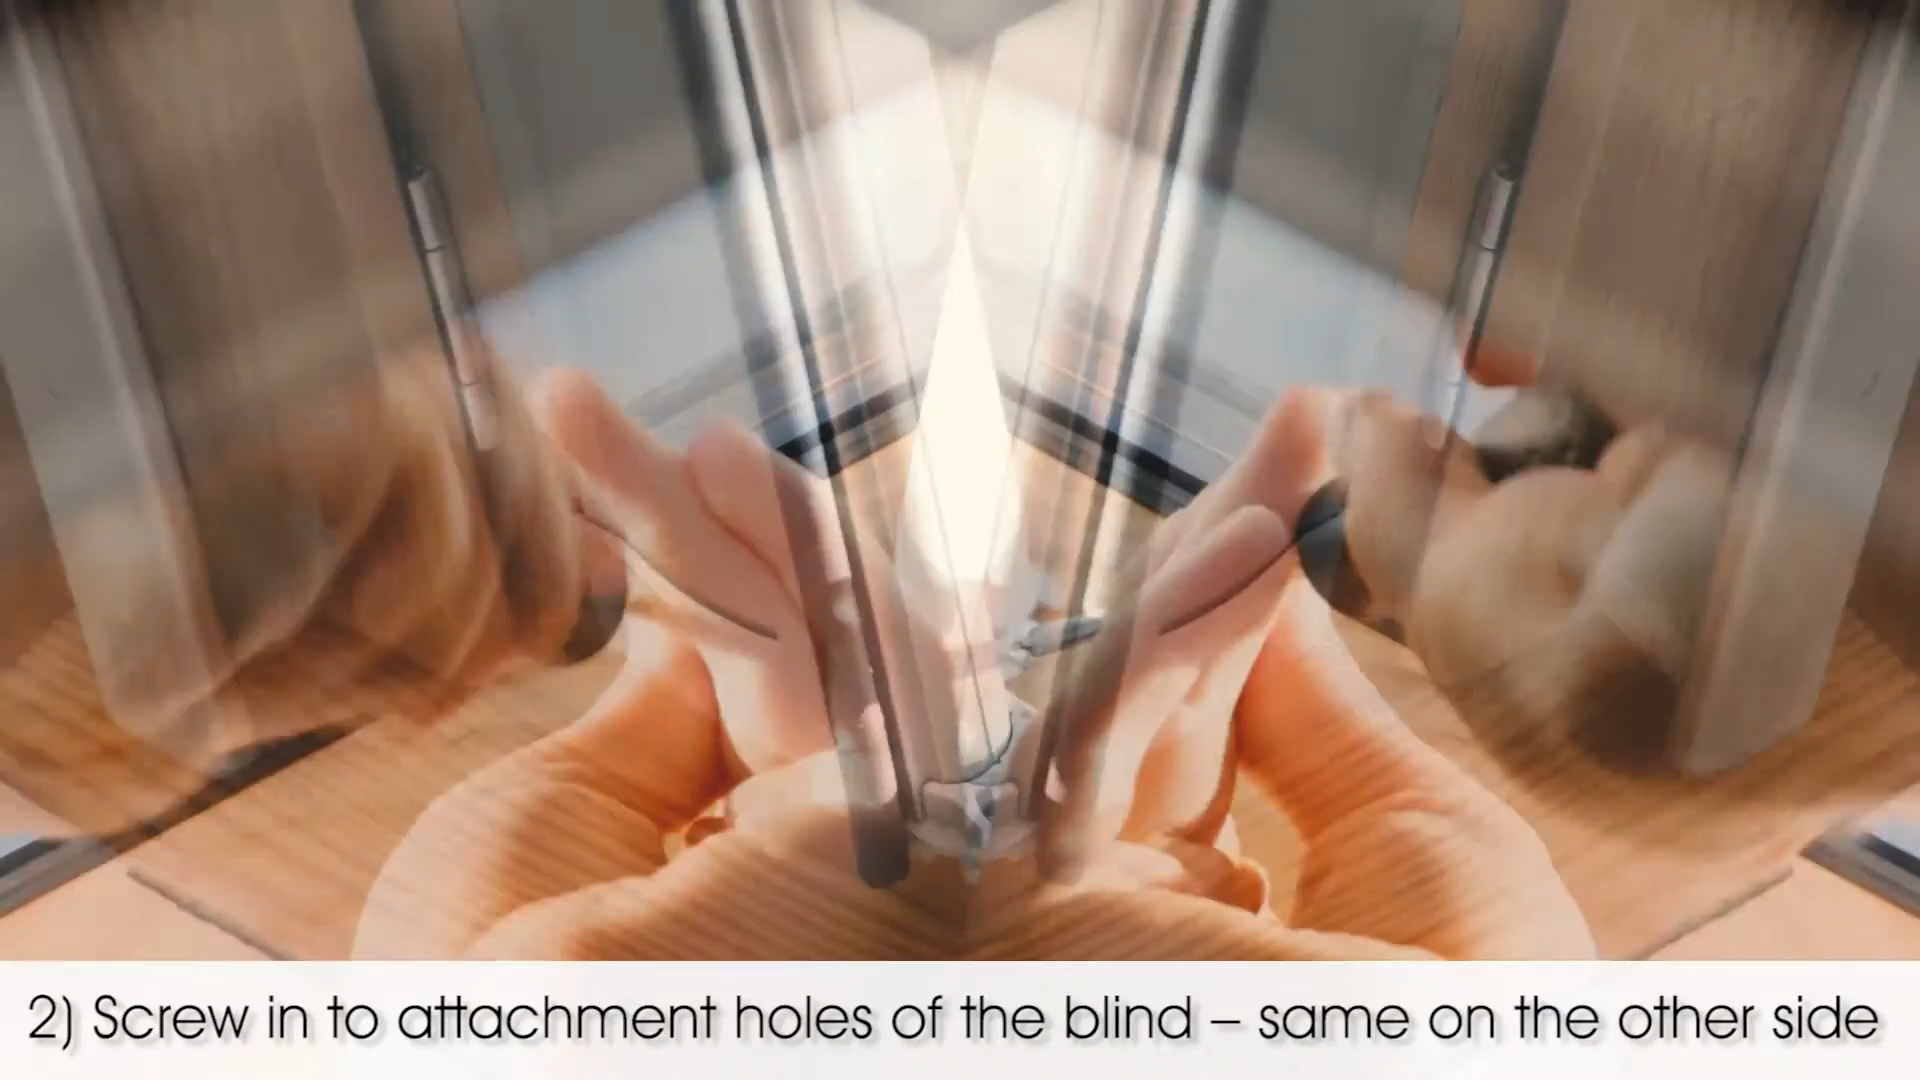 2) Screw in to attachment holes of the blind – same on the other side